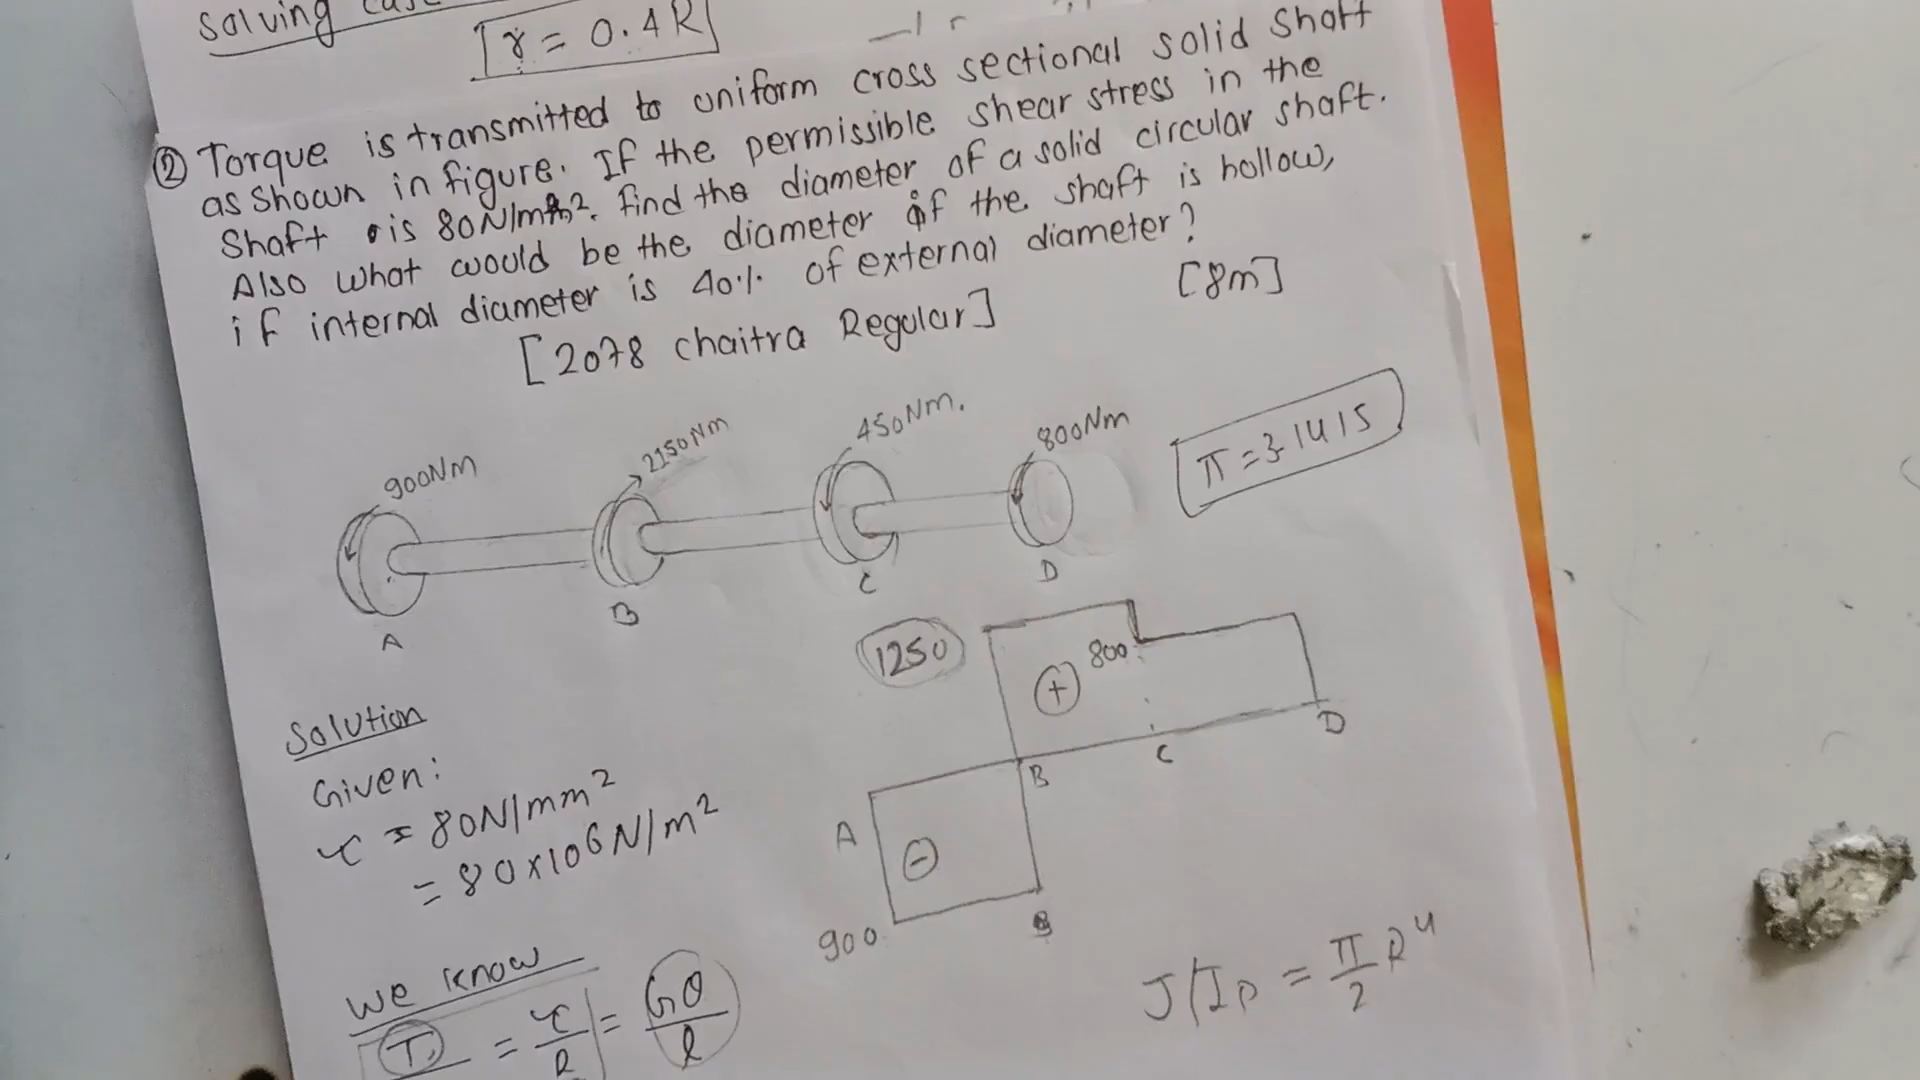 solving case
r = 0.4R
② Torque is transmitted to uniform cross sectional solid shaft
as shown in figure. If the permissible shear stress in the
shaft is 80N/mm². find the diameter of a solid circular shaft.
Also what would be the diameter if the shaft is hollow,
if internal diameter is 40% of external diameter?
[8m]
[2078 chaitra Regular]
900Nm
2150Nm
450Nm.
800Nm
π = 3.1415
A
B
C
D
1250
+
800
Solution
Given:
τ = 80N/mm²
= 80x106N/m²
B
C
D
A
-
900
B
We know
T = τ/R = Gθ/l
J/Ip = π/2 R⁴